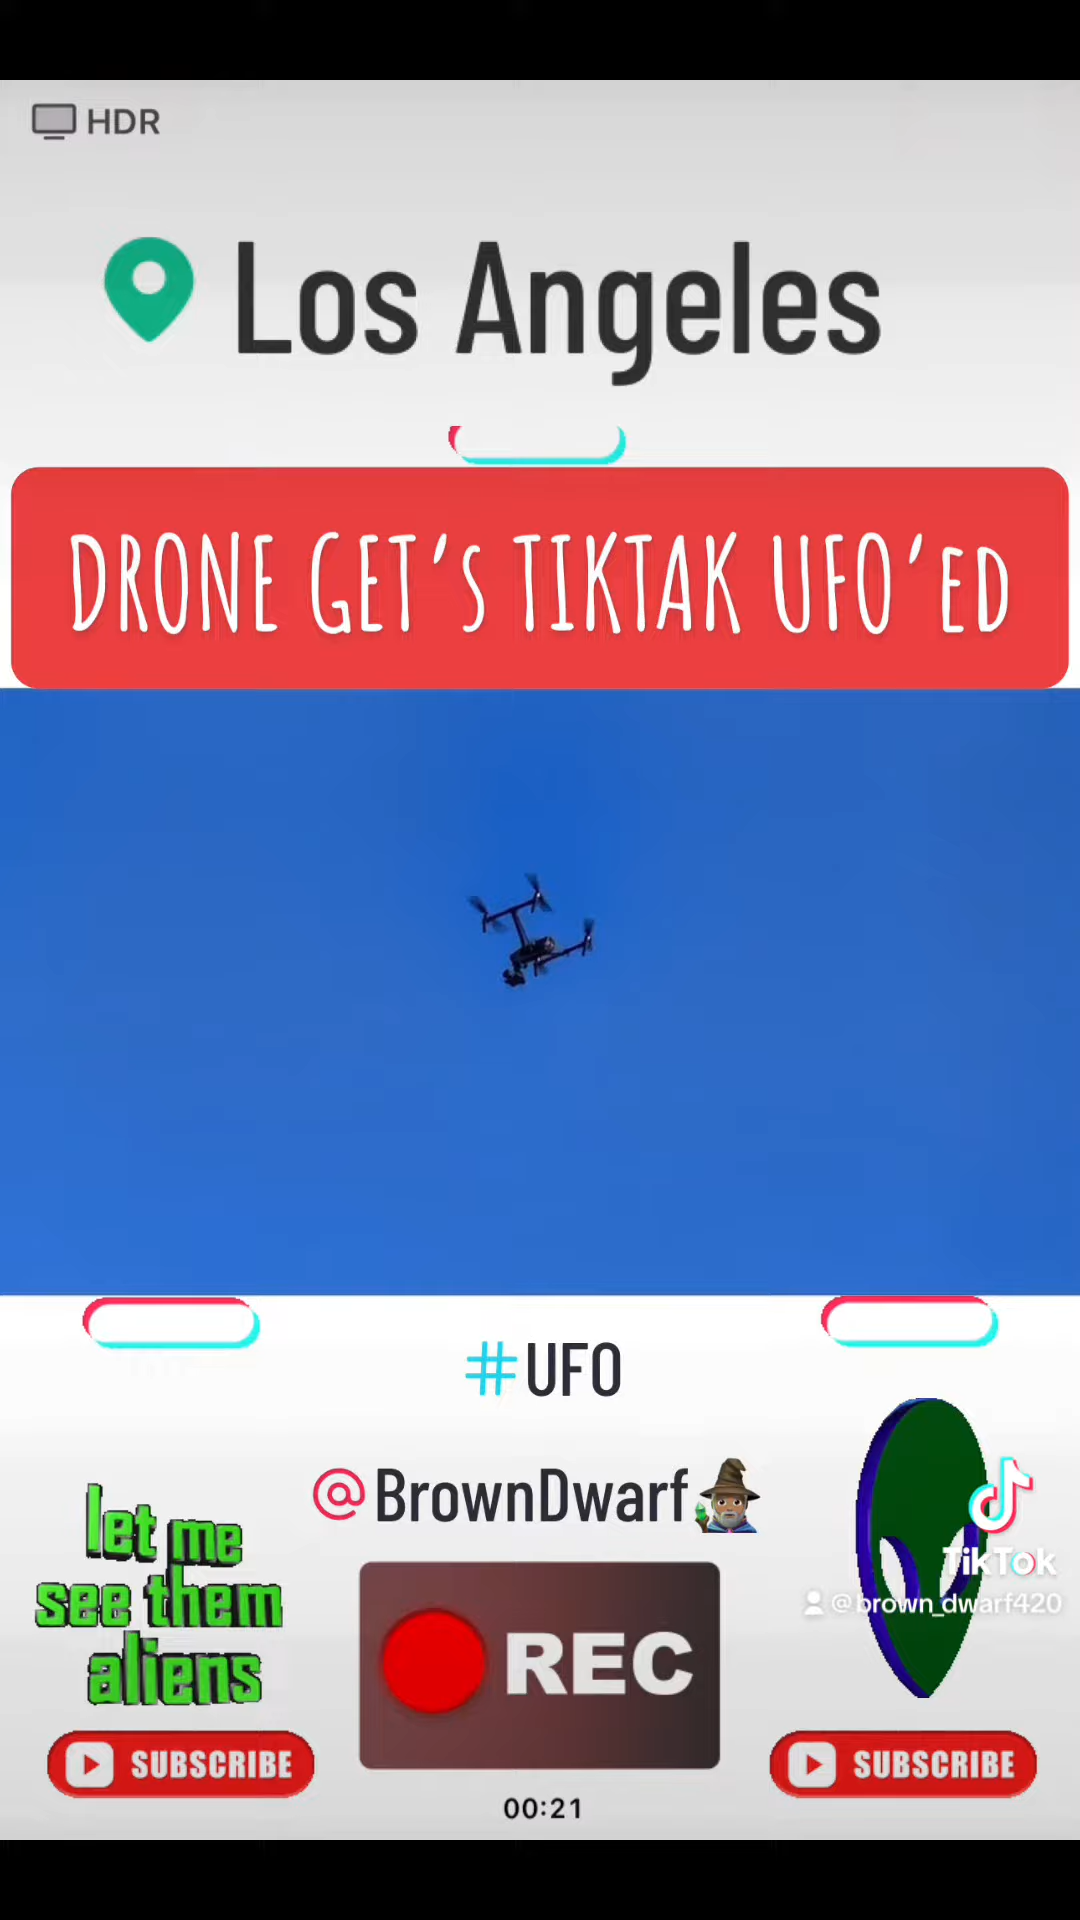 HDR
Los Angeles
DRONE GET's TIKTAK UFO'ED
#UFO
@BrownDwarf
let me
see them
aliens
TikTok
@brown_dwarf420
REC
SUBSCRIBE
SUBSCRIBE
00:21